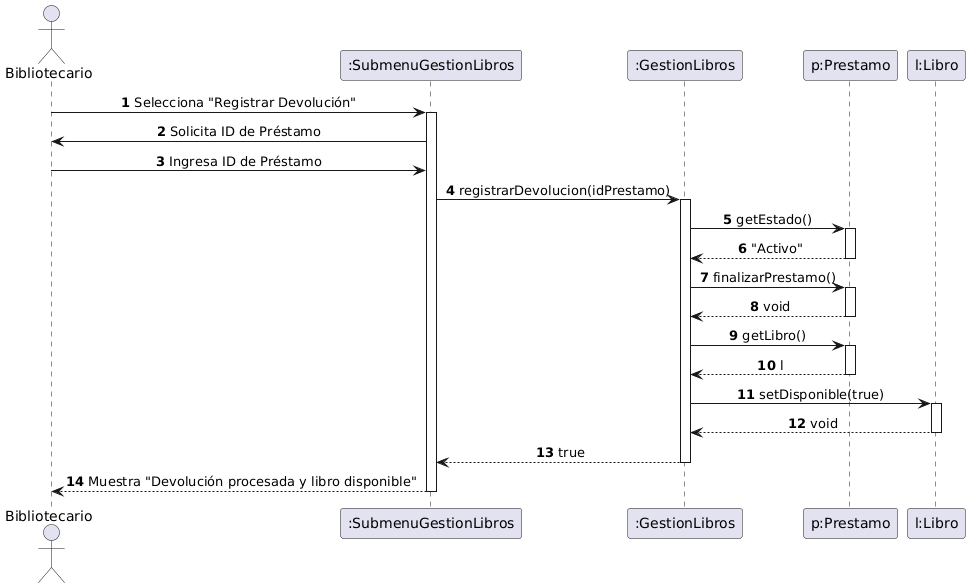 Bibliotecario
:SubmenuGestionLibros
:GestionLibros
p:Prestamo
l:Libro
1 Selecciona "Registrar Devolución"
2 Solicita ID de Préstamo
3 Ingresa ID de Préstamo
4 registrarDevolucion(idPrestamo)
5 getEstado()
6 "Activo"
7 finalizarPrestamo()
8 void
9 getLibro()
10 l
11 setDisponible(true)
12 void
13 true
14 Muestra "Devolución procesada y libro disponible"
Bibliotecario
:SubmenuGestionLibros
:GestionLibros
p:Prestamo
l:Libro